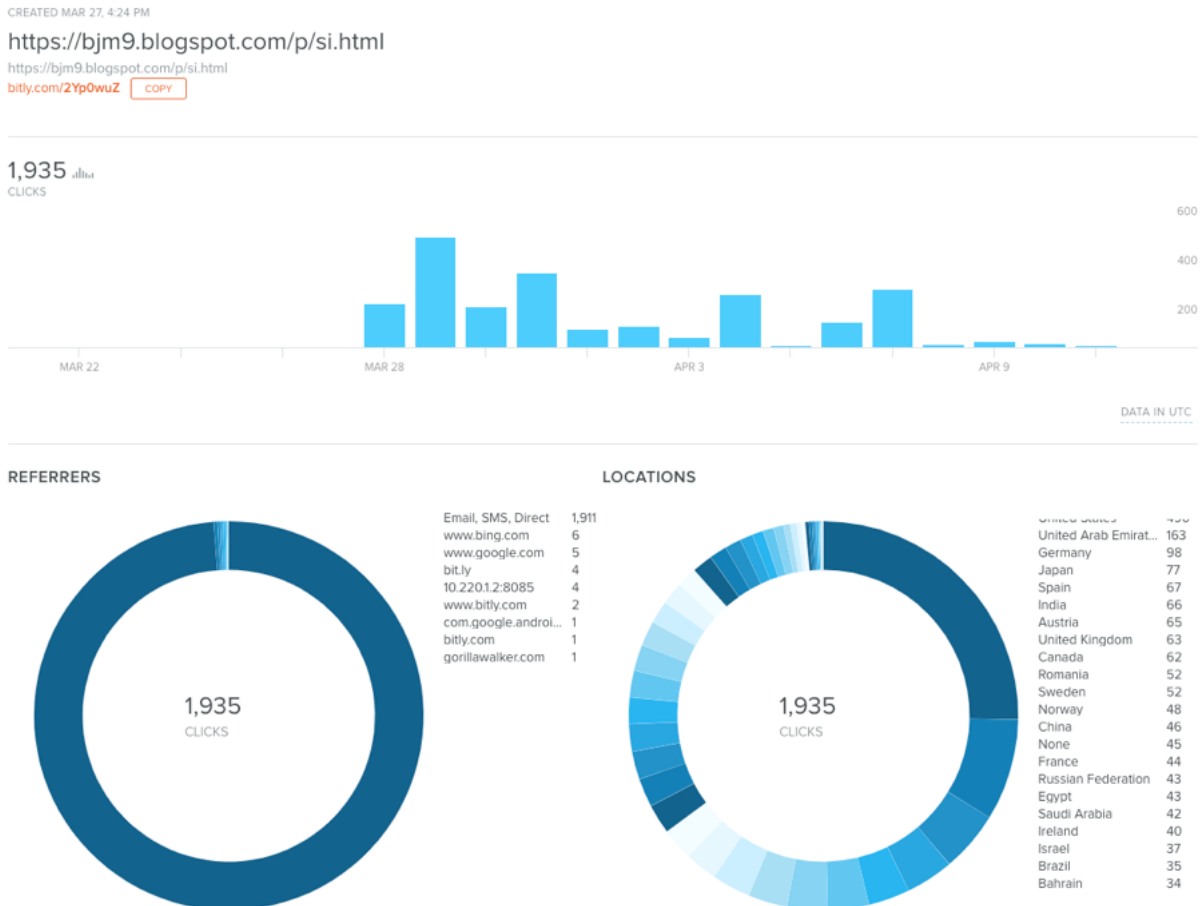 CREATED MAR 27, 4:24 PM
https://bjm9.blogspot.com/p/si.html
https://bjm9.blogspot.com/p/si.html
bitly.com/2Yp0wuZ COPY
1,935
CLICKS
600
400
200
MAR 22 MAR 28 APR 3 APR 9
DATA IN UTC
REFERRERS
Email, SMS, Direct 1,911
www.bing.com 6
www.google.com 5
bit.ly 4
10.220.1.2:8085 4
www.bitly.com 2
com.google.androi... 1
bitly.com 1
gorillawalker.com 1
1,935
CLICKS
LOCATIONS
United States
United Arab Emirat... 163
Germany 98
Japan 77
Spain 67
India 66
Austria 65
United Kingdom 63
Canada 62
Romania 52
Sweden 52
Norway 48
China 46
None 45
France 44
Russian Federation 43
Egypt 43
Saudi Arabia 42
Ireland 40
Israel 37
Brazil 35
Bahrain 34
1,935
CLICKS